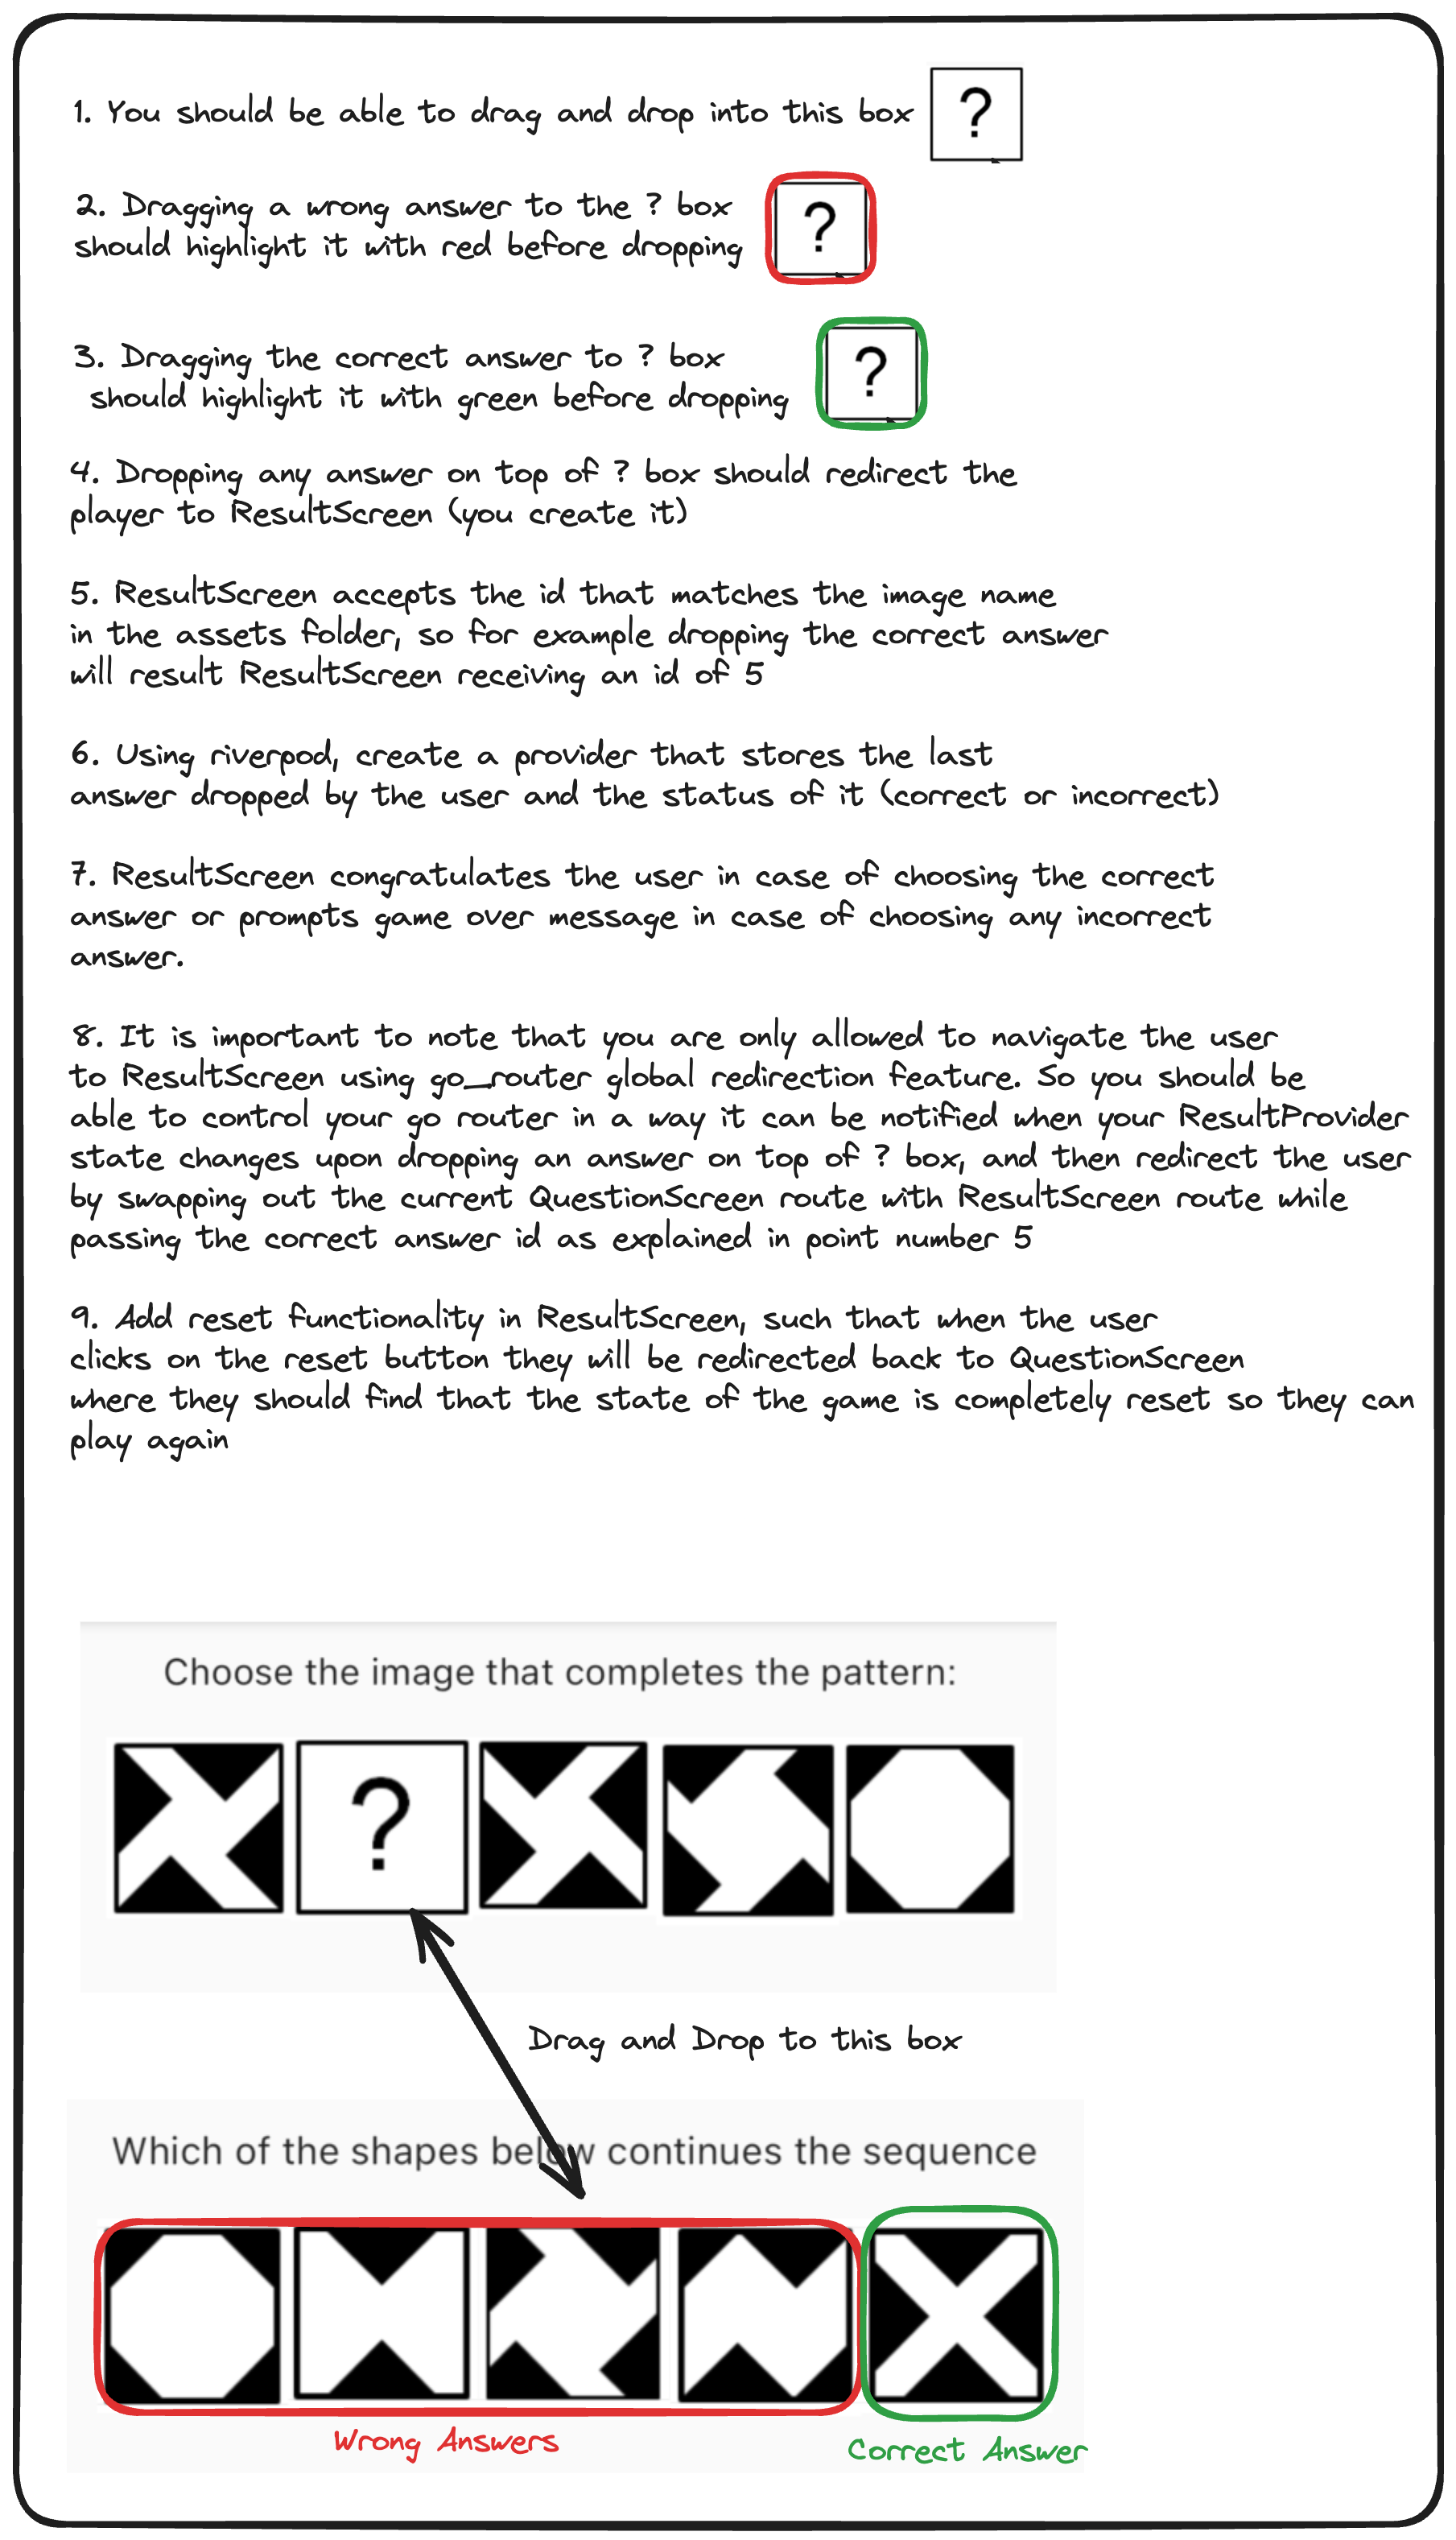 1. You should be able to drag and drop into this box
?
2. Dragging a wrong answer to the ? box
should highlight it with red before dropping
?
3. Dragging the correct answer to ? box
should highlight it with green before dropping
?
4. Dropping any answer on top of ? box should redirect the
player to ResultScreen (you create it)
5. ResultScreen accepts the id that matches the image name
in the assets folder, so for example dropping the correct answer
will result ResultScreen receiving an id of 5
6. Using riverpod, create a provider that stores the last
answer dropped by the user and the status of it (correct or incorrect)
7. ResultScreen congratulates the user in case of choosing the correct
answer or prompts game over message in case of choosing any incorrect
answer.
8. It is important to note that you are only allowed to navigate the user
to ResultScreen using go_router global redirection feature. So you should be
able to control your go router in a way it can be notified when your ResultProvider
state changes upon dropping an answer on top of ? box, and then redirect the user
by swapping out the current QuestionScreen route with ResultScreen route while
passing the correct answer id as explained in point number 5
9. Add reset functionality in ResultScreen, such that when the user
clicks on the reset button they will be redirected back to QuestionScreen
where they should find that the state of the game is completely reset so they can
play again
Choose the image that completes the pattern:
?
Drag and Drop to this box
Which of the shapes below continues the sequence
Wrong Answers
Correct Answer